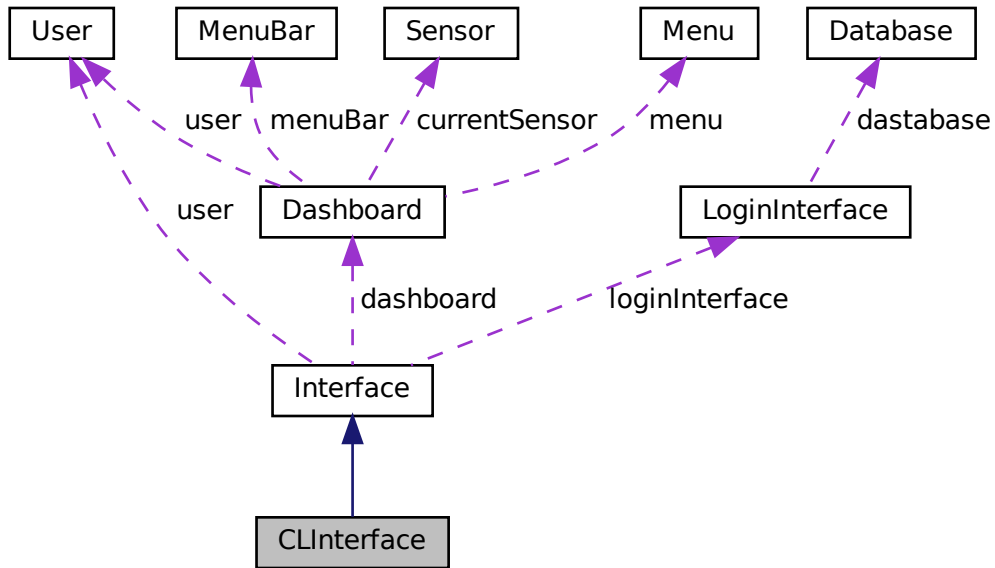 User
MenuBar
Sensor
Menu
Database
user
menuBar
currentSensor
menu
dastabase
user
Dashboard
LoginInterface
dashboard
loginInterface
Interface
CLInterface